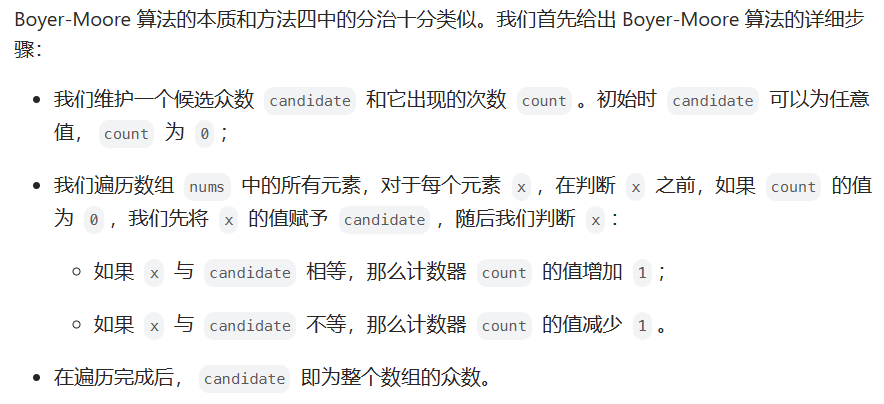 Boyer-Moore 算法的本质和方法四中的分治十分类似。我们首先给出 Boyer-Moore 算法的详细步
骤：
• 我们维护一个候选众数 candidate 和它出现的次数 count 。初始时 candidate 可以为任意
值， count 为 0 ；
• 我们遍历数组 nums 中的所有元素，对于每个元素 x ，在判断 x 之前，如果 count 的值
为 0 ，我们先将 x 的值赋予 candidate ，随后我们判断 x ：
◦ 如果 x 与 candidate 相等，那么计数器 count 的值增加 1 ；
◦ 如果 x 与 candidate 不等，那么计数器 count 的值减少 1 。
• 在遍历完成后， candidate 即为整个数组的众数。